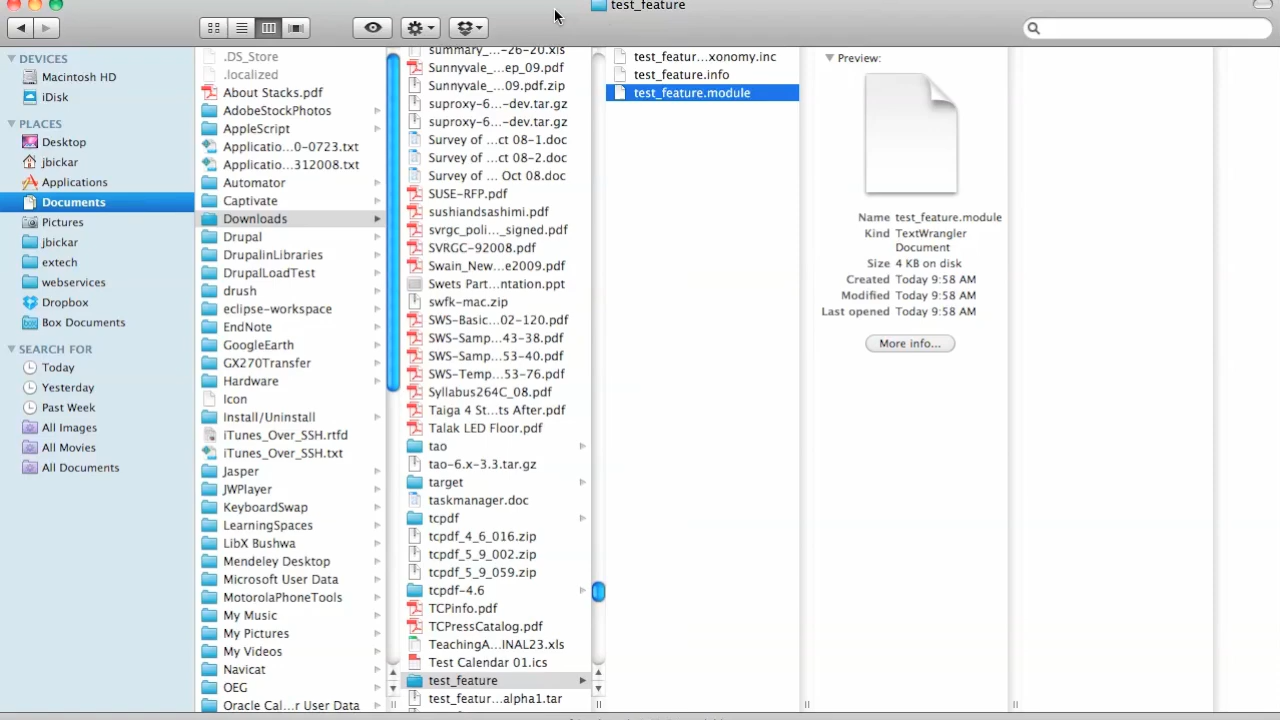 test_feature
DEVICES
Macintosh HD
iDisk
PLACES
Desktop
jbickar
Applications
Documents
Pictures
jbickar
extech
webservices
Dropbox
Box Documents
SEARCH FOR
Today
Yesterday
Past Week
All Images
All Movies
All Documents
.DS_Store
.localized
About Stacks.pdf
AdobeStockPhotos
AppleScript
Applicatio...0-0723.txt
Applicatio...312008.txt
Automator
Captivate
Downloads
Drupal
DrupalinLibraries
DrupalLoadTest
drush
eclipse-workspace
EndNote
GoogleEarth
GX270Transfer
Hardware
Icon
Install/Uninstall
iTunes_Over_SSH.rtfd
iTunes_Over_SSH.txt
Jasper
JWPlayer
KeyboardSwap
LearningSpaces
LibX Bushwa
Mendeley Desktop
Microsoft User Data
MotorolaPhoneTools
My Music
My Pictures
My Videos
Navicat
OEG
Oracle Cal...r User Data
summary_...-26-20.xls
Sunnyvale_...ep_09.pdf
Sunnyvale_...09.pdf.zip
suproxy-6...-dev.tar.gz
suproxy-6...-dev.tar.gz
Survey of ...ct 08-1.doc
Survey of ...ct 08-2.doc
Survey of ... Oct 08.doc
SUSE-RFP.pdf
sushiandsashimi.pdf
svrgc_poli..._signed.pdf
SVRGC-92008.pdf
Swain_New...e2009.pdf
Swets Part...ntation.ppt
swfk-mac.zip
SWS-Basic...02-120.pdf
SWS-Samp...43-38.pdf
SWS-Samp...53-40.pdf
SWS-Temp...53-76.pdf
Syllabus264C_08.pdf
Taiga 4 St...ts After.pdf
Talak LED Floor.pdf
tao
tao-6.x-3.3.tar.gz
target
taskmanager.doc
tcpdf
tcpdf_4_6_016.zip
tcpdf_5_9_002.zip
tcpdf_5_9_059.zip
tcpdf-4.6
TCPinfo.pdf
TCPressCatalog.pdf
TeachingA...INAL23.xls
Test Calendar 01.ics
test_feature
test_featur...alpha1.tar
test_featur...xonomy.inc
test_feature.info
test_feature.module
Preview:
Name test_feature.module
Kind TextWrangler
Document
Size 4 KB on disk
Created Today 9:58 AM
Modified Today 9:58 AM
Last opened Today 9:58 AM
More info...